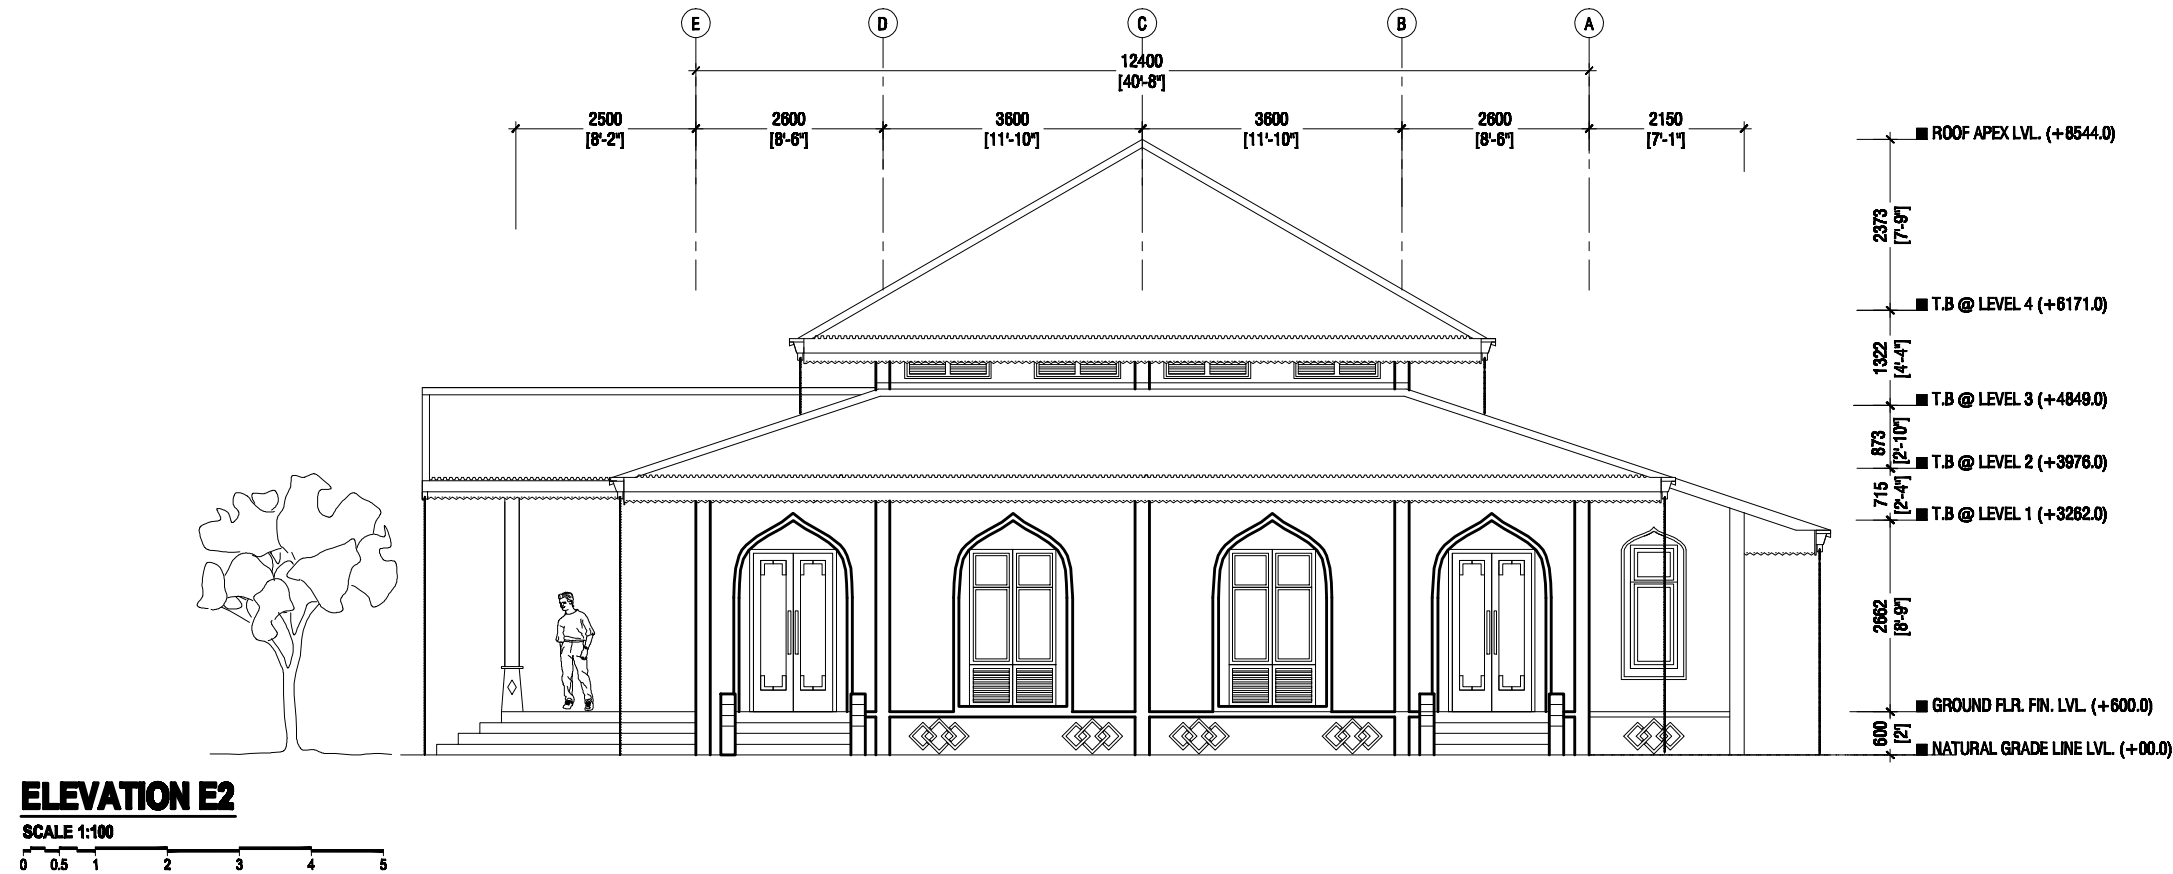 E D C B A
12400
[40'-8"]
2500 2600 3600 3600 2600 2150
[8'-2"] [8'-6"] [11'-10"] [11'-10"] [8'-6"] [7'-1"]
ROOF APEX LVL. (+8544.0)
2373
[7'-9"]
T.B @ LEVEL 4 (+6171.0)
1322
[4'-4"]
T.B @ LEVEL 3 (+4849.0)
873
[2'-10"]
T.B @ LEVEL 2 (+3976.0)
715
[2'-4"]
T.B @ LEVEL 1 (+3262.0)
2662
[8'-9"]
GROUND FLR. FIN. LVL. (+600.0)
600
[2']
NATURAL GRADE LINE LVL. (+00.0)
ELEVATION E2
SCALE 1:100
0 0.5 1 2 3 4 5